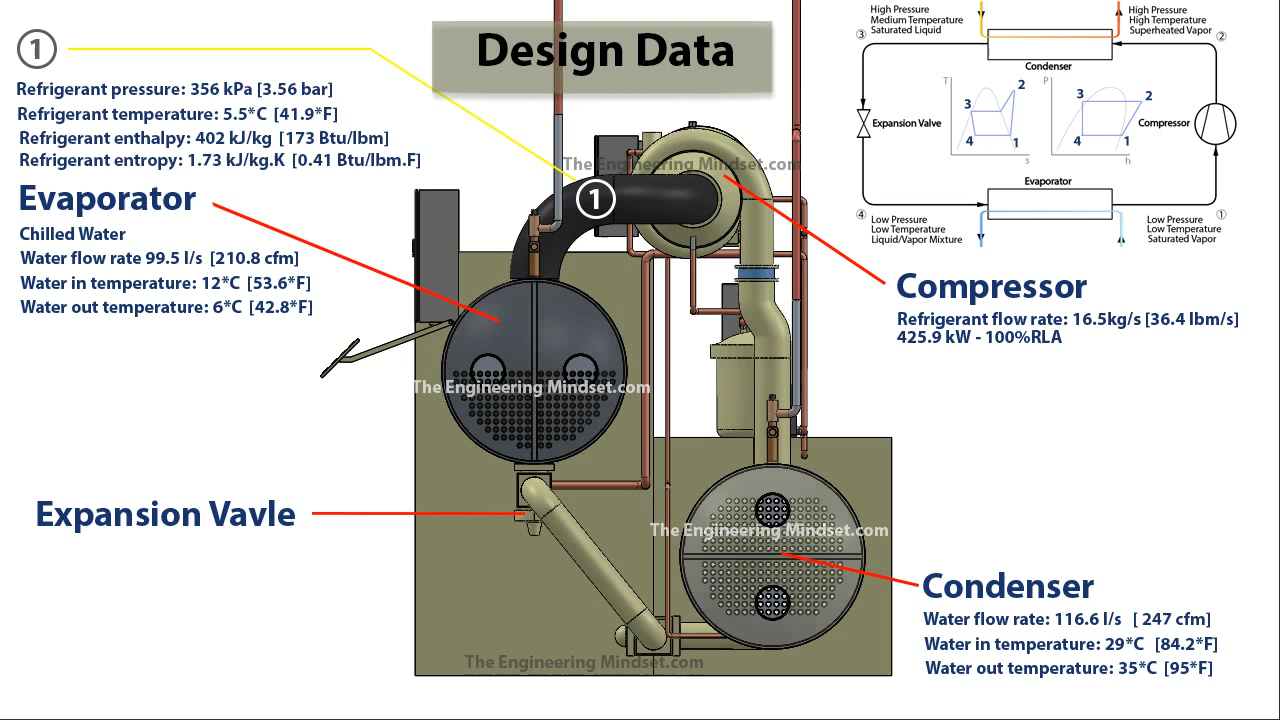 Design Data
①
Refrigerant pressure: 356 kPa [3.56 bar]
Refrigerant temperature: 5.5*C [41.9*F]
Refrigerant enthalpy: 402 kJ/kg [173 Btu/lbm]
Refrigerant entropy: 1.73 kJ/kg.K [0.41 Btu/lbm.F]
Evaporator
Chilled Water
Water flow rate 99.5 l/s [210.8 cfm]
Water in temperature: 12*C [53.6*F]
Water out temperature: 6*C [42.8*F]
Expansion Vavle
①
The Engineering Mindset.com
The Engineering Mindset.com
The Engineering Mindset.com
The Engineering Mindset.com
High Pressure
Medium Temperature
Saturated Liquid
③
High Pressure
High Temperature
Superheated Vapor
②
Condenser
T
2
3
4
1
s
P
3
2
4
1
h
Expansion Valve
Compressor
Evaporator
④
Low Pressure
Low Temperature
Liquid/Vapor Mixture
Low Pressure
Low Temperature
Saturated Vapor
①
Compressor
Refrigerant flow rate: 16.5kg/s [36.4 lbm/s]
425.9 kW - 100%RLA
Condenser
Water flow rate: 116.6 l/s [ 247 cfm]
Water in temperature: 29*C [84.2*F]
Water out temperature: 35*C [95*F]